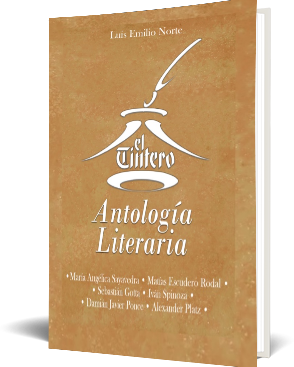 Luis Emilio Norte
el
Tintero
Antología
Literaria
• María Angélica Saavedra • Matías Escudero Rodal •
• Sebastián Gotta • Iván Spinoza •
• Damián Javier Ponce • Alexander Platz •